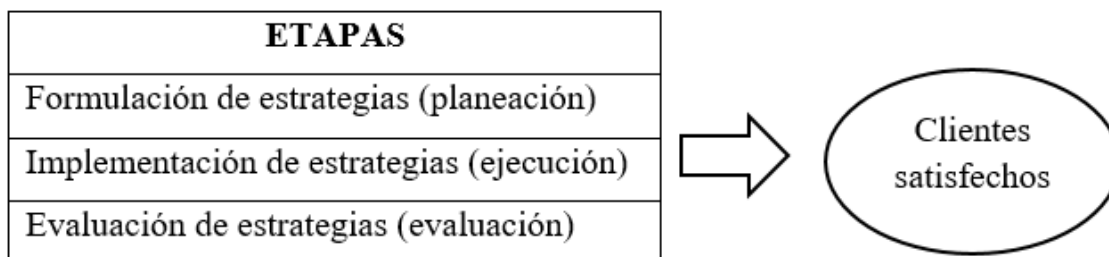 ETAPAS
Formulación de estrategias (planeación)
Implementación de estrategias (ejecución)
Evaluación de estrategias (evaluación)
Clientes
satisfechos